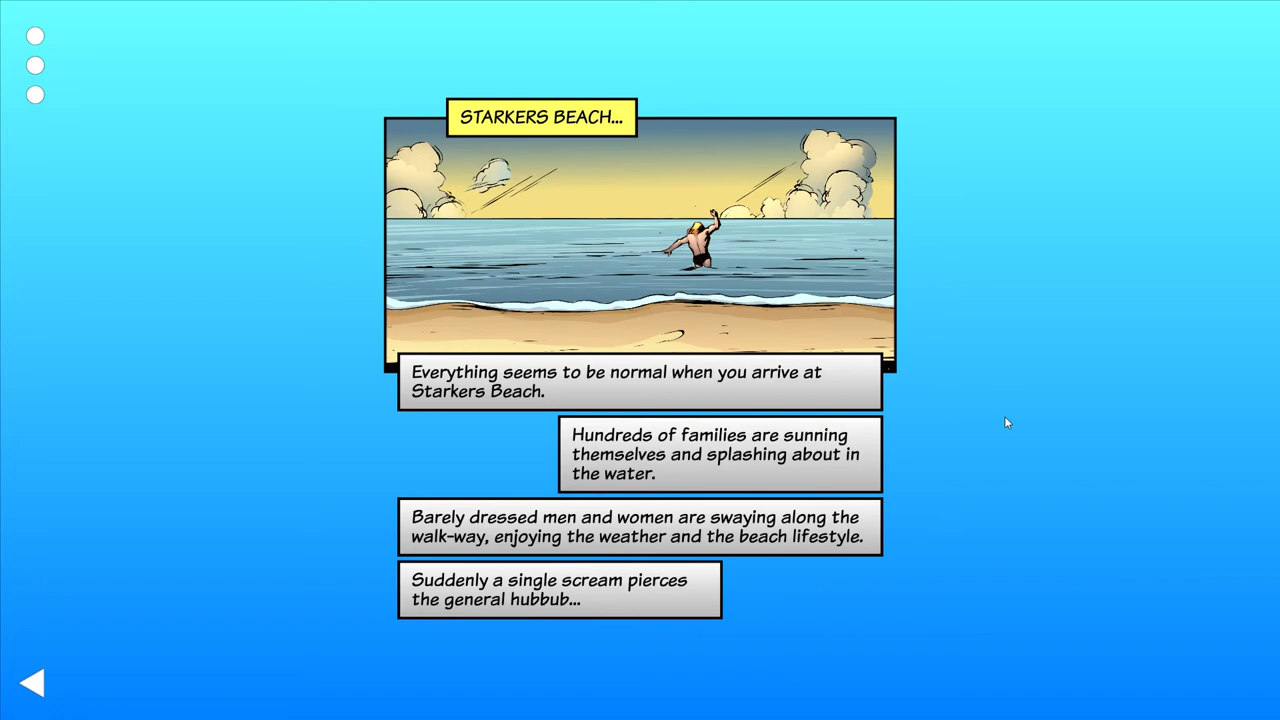 STARKERS BEACH...
Everything seems to be normal when you arrive at
Starkers Beach.
Hundreds of families are sunning
themselves and splashing about in
the water.
Barely dressed men and women are swaying along the
walk-way, enjoying the weather and the beach lifestyle.
Suddenly a single scream pierces
the general hubbub...